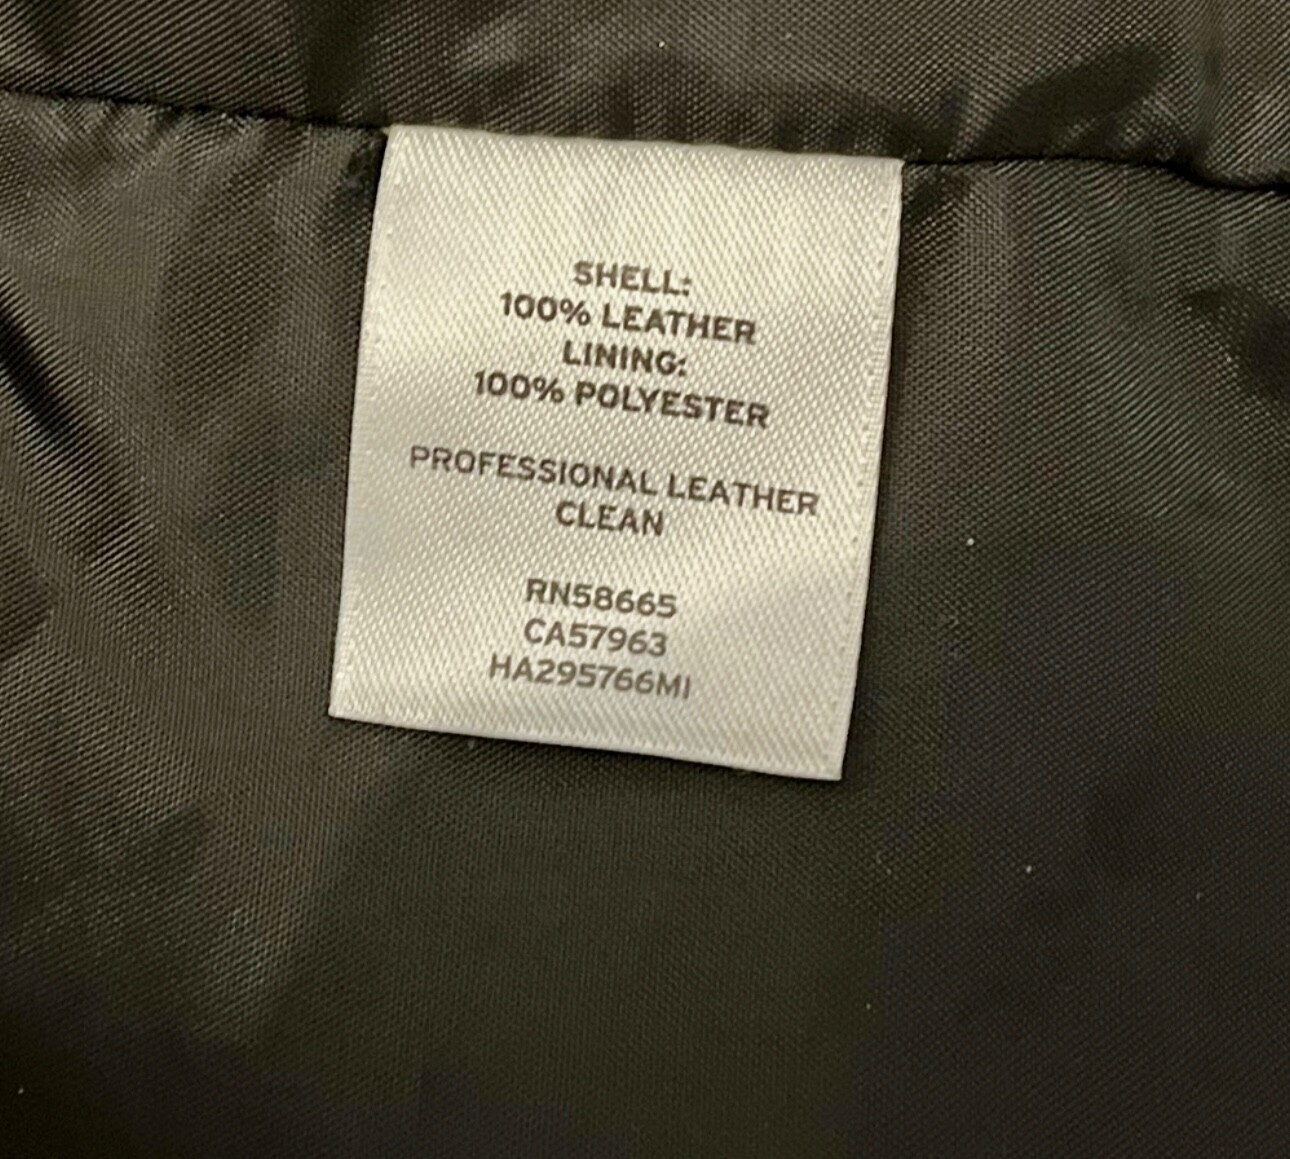 SHELL:
100% LEATHER
LINING:
100% POLYESTER
PROFESSIONAL LEATHER
CLEAN
RN58665
CA57963
HA295766MI